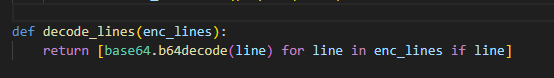 def decode_lines(enc_lines):
    return [base64.b64decode(line) for line in enc_lines if line]